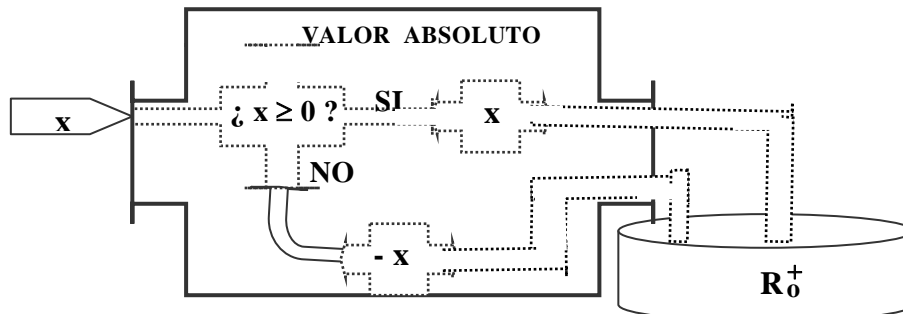 VALOR ABSOLUTO
¿ x ≥ 0 ?
SI
x
x
NO
- x
R₀⁺